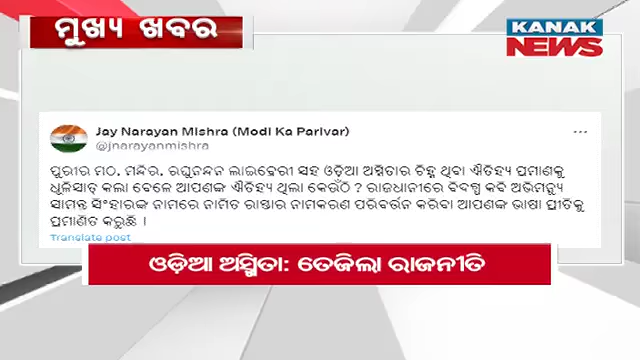 ମୁଖ୍ୟ ଖବର
KANAK
NEWS
Jay Narayan Mishra (Modi Ka Parivar)
@jnarayanmishra
ପୁରୀର ମଠ, ମନ୍ଦିର, ରଘୁନନ୍ଦନ ଲାଇବ୍ରେରୀ ସହ ଓଡ଼ିଆ ଅସ୍ମିତାର ଚିହ୍ନ ଥିବା ଐତିହ୍ୟ ପ୍ରମାଣକୁ
ଧୂଳିସାତ୍ କଲା ବେଳେ ଆପଣଙ୍କ ଐତିହ୍ୟ ଥିଲା କେଉଁଠି ? ରାଜଧାନୀରେ ବିଦଗ୍ଧ କବି ଅଭିମନ୍ୟୁ
ସାମନ୍ତ ସିଂହାରଙ୍କ ନାମରେ ନାମିତ ରାସ୍ତାର ନାମକରଣ ପରିବର୍ତ୍ତନ କରିବା ଆପଣଙ୍କ ଭାଷା ପ୍ରୀତିକୁ
ପ୍ରମାଣିତ କରୁଛି ।
Translate post
ଓଡ଼ିଆ ଅସ୍ମିତା: ତେଜିଲା ରାଜନୀତି